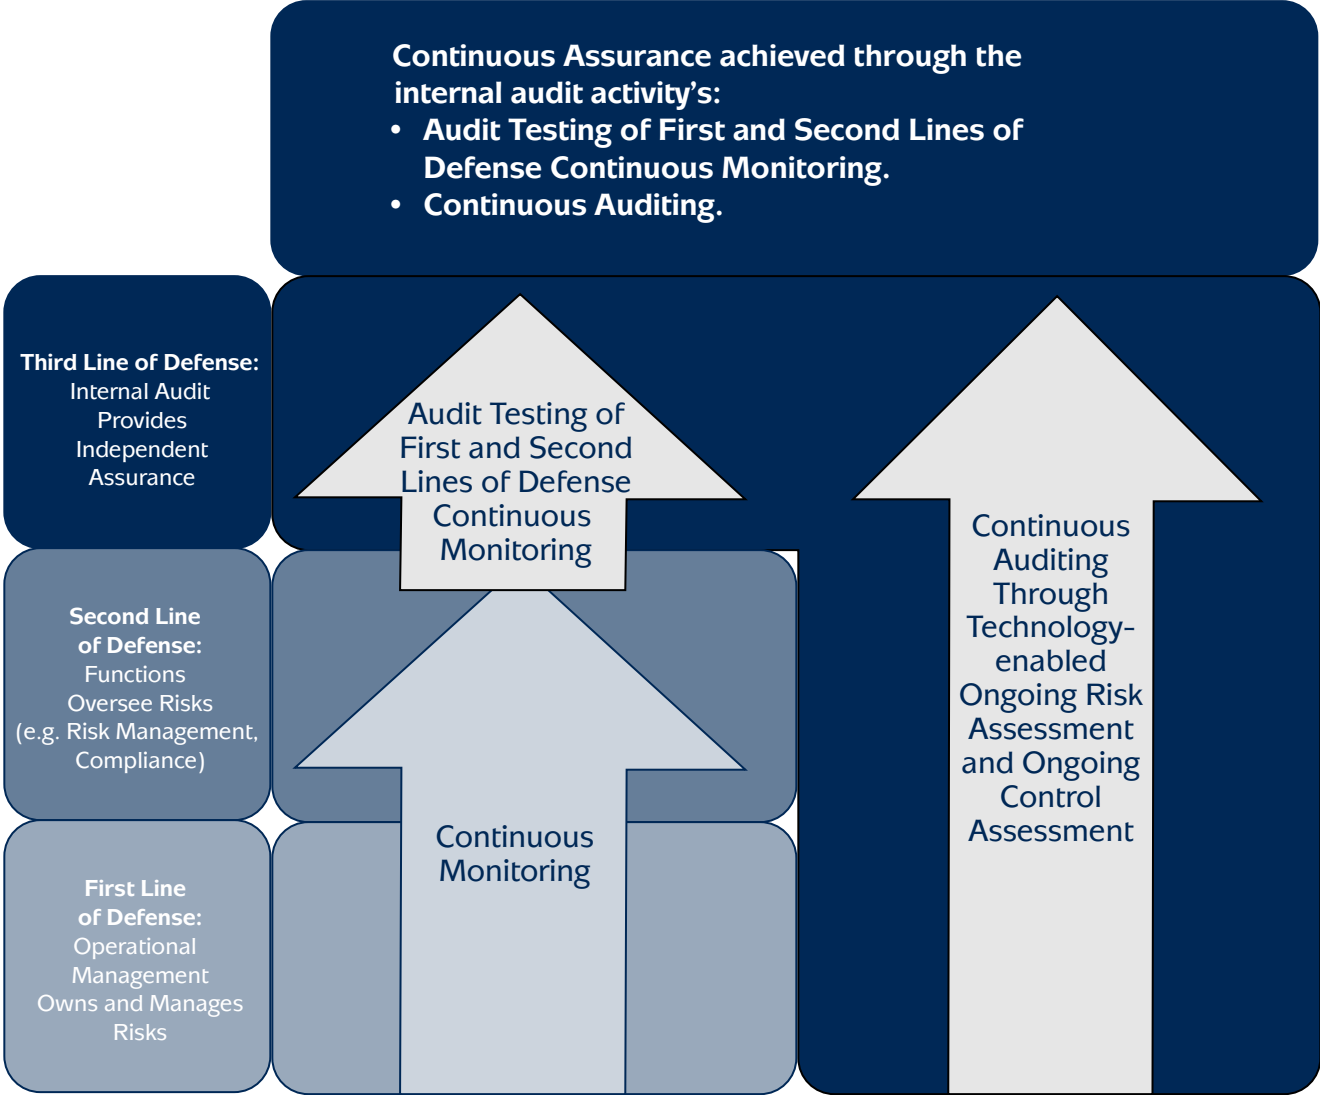 Continuous Assurance achieved through the
internal audit activity’s:
• Audit Testing of First and Second Lines of
Defense Continuous Monitoring.
• Continuous Auditing.
Third Line of Defense:
Internal Audit
Provides
Independent
Assurance
Audit Testing of
First and Second
Lines of Defense
Continuous
Monitoring
Continuous
Auditing
Through
Technology-
enabled
Ongoing Risk
Assessment
and Ongoing
Control
Assessment
Second Line
of Defense:
Functions
Oversee Risks
(e.g. Risk Management,
Compliance)
Continuous
Monitoring
First Line
of Defense:
Operational
Management
Owns and Manages
Risks